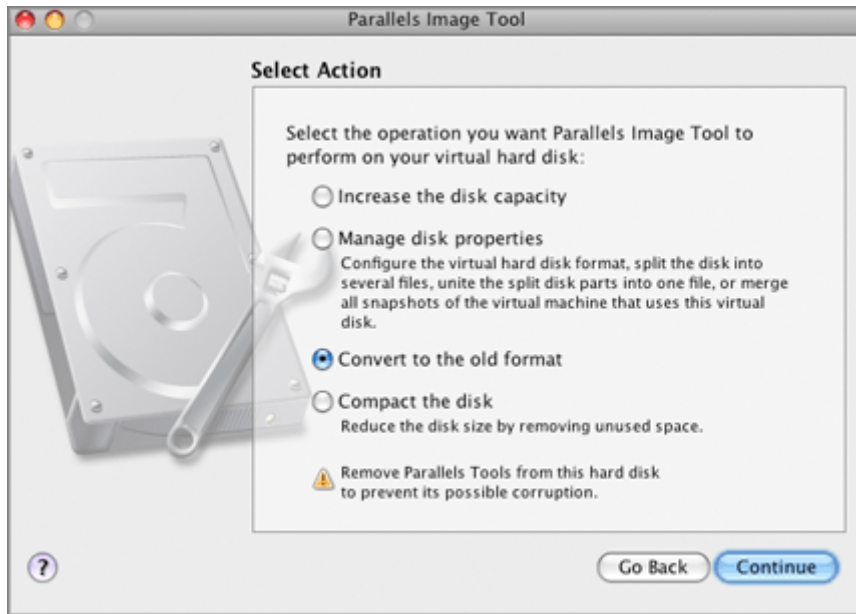 Parallels Image Tool
Select Action
Select the operation you want Parallels Image Tool to
perform on your virtual hard disk:
Increase the disk capacity
Manage disk properties
Configure the virtual hard disk format, split the disk into
several files, unite the split disk parts into one file, or merge
all snapshots of the virtual machine that uses this virtual
disk.
Convert to the old format
Compact the disk
Reduce the disk size by removing unused space.
Remove Parallels Tools from this hard disk
to prevent its possible corruption.
?
Go Back
Continue